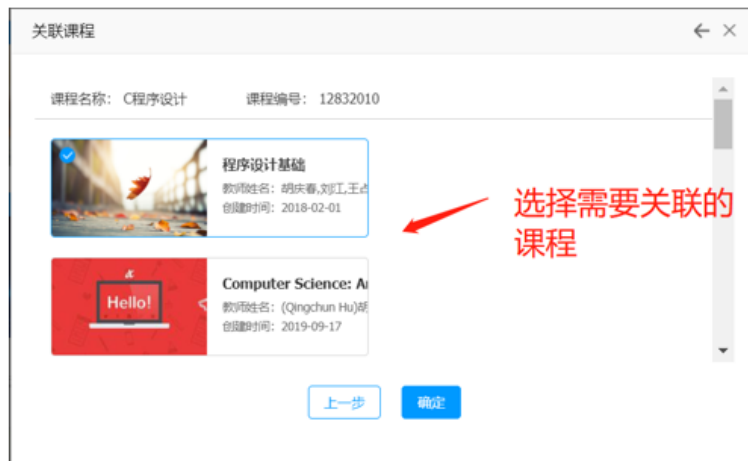 关联课程
课程名称： C程序设计 课程编号： 12832010
程序设计基础
教师姓名：胡庆春,刘江,王占
创建时间：2018-02-01
选择需要关联的
课程
Hello!
Computer Science: A
教师姓名：(Qingchun Hu)胡
创建时间：2019-09-17
上一步 确定